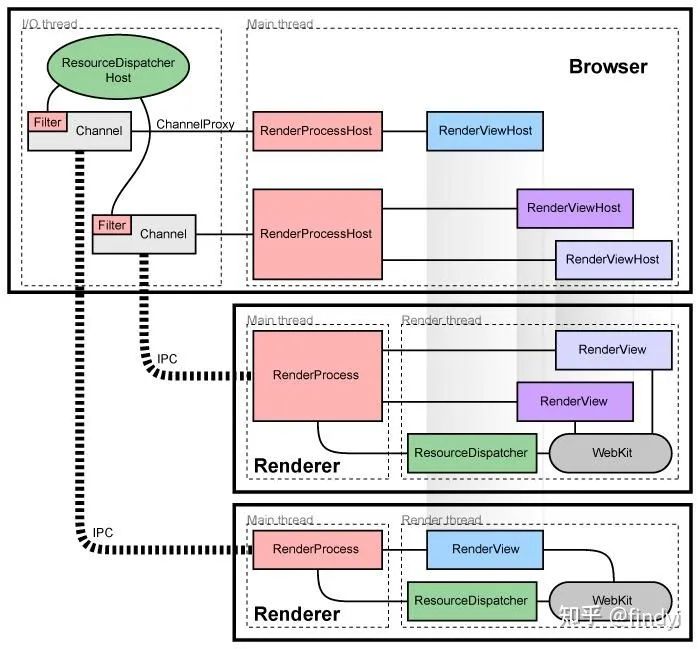 I/O thread
Main thread
ResourceDispatcher
Host
Browser
Filter
Channel
ChannelProxy
RenderProcessHost
RenderViewHost
Filter
Channel
RenderProcessHost
RenderViewHost
RenderViewHost
Main thread
Render thread
IPC
RenderProcess
RenderView
RenderView
Renderer
ResourceDispatcher
WebKit
Main thread
Render thread
IPC
RenderProcess
RenderView
Renderer
ResourceDispatcher
WebKit
知乎 @findyi